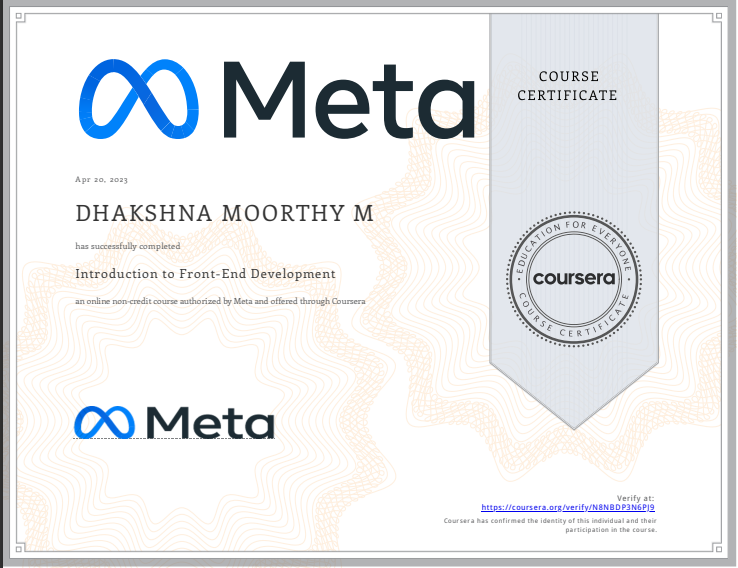 Meta
COURSE
CERTIFICATE
Apr 20, 2023
DHAKSHNA MOORTHY M
has successfully completed
Introduction to Front-End Development
an online non-credit course authorized by Meta and offered through Coursera
EDUCATION FOR EVERYONE
coursera
COURSE CERTIFICATE
Meta
Verify at:
https://coursera.org/verify/N8NBDP3N6PJ9
Coursera has confirmed the identity of this individual and their
participation in the course.